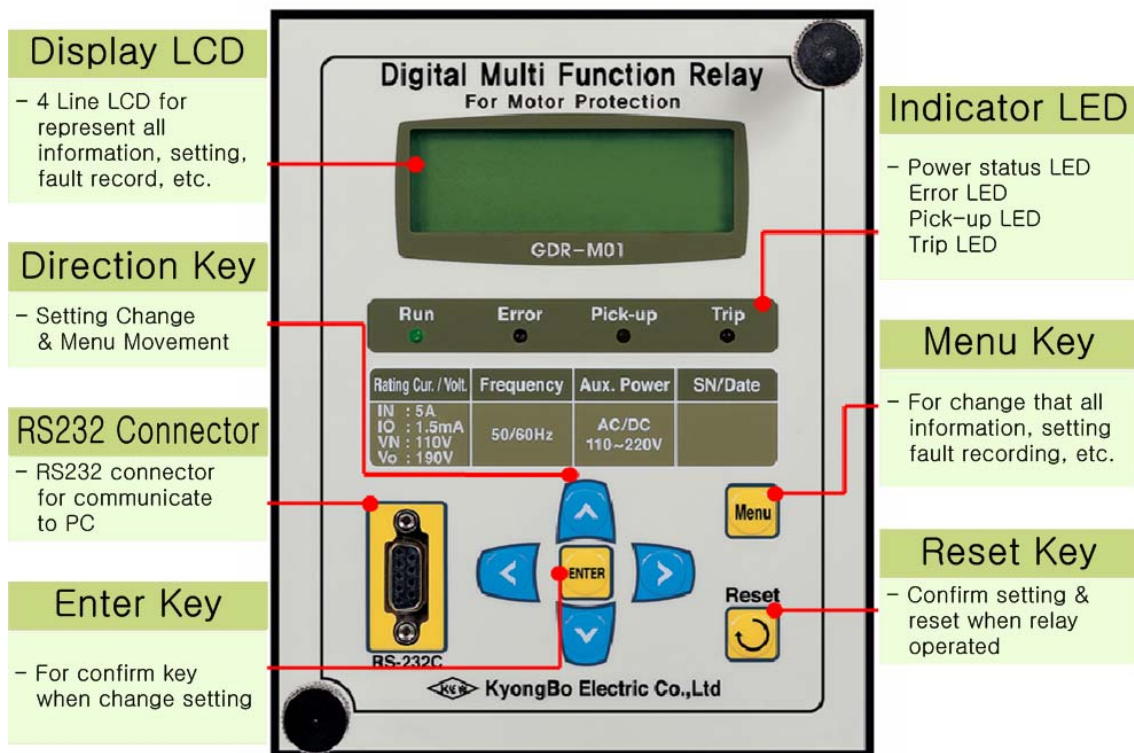 Display LCD
- 4 Line LCD for
represent all
information, setting,
fault record, etc.
Direction Key
- Setting Change
& Menu Movement
RS232 Connector
- RS232 connector
for communicate
to PC
Enter Key
- For confirm key
when change setting
Digital Multi Function Relay
For Motor Protection
GDR-M01
Run Error Pick-up Trip
Rating Cur. / Volt. Frequency Aux. Power SN/Date
IN : 5A
IO : 1.5mA
VN : 110V
Vo : 190V
50/60Hz
AC/DC
110~220V
Menu
ENTER
Reset
RS-232C
KEW KyongBo Electric Co.,Ltd
Indicator LED
- Power status LED
Error LED
Pick-up LED
Trip LED
Menu Key
- For change that all
information, setting
fault recording, etc.
Reset Key
- Confirm setting &
reset when relay
operated